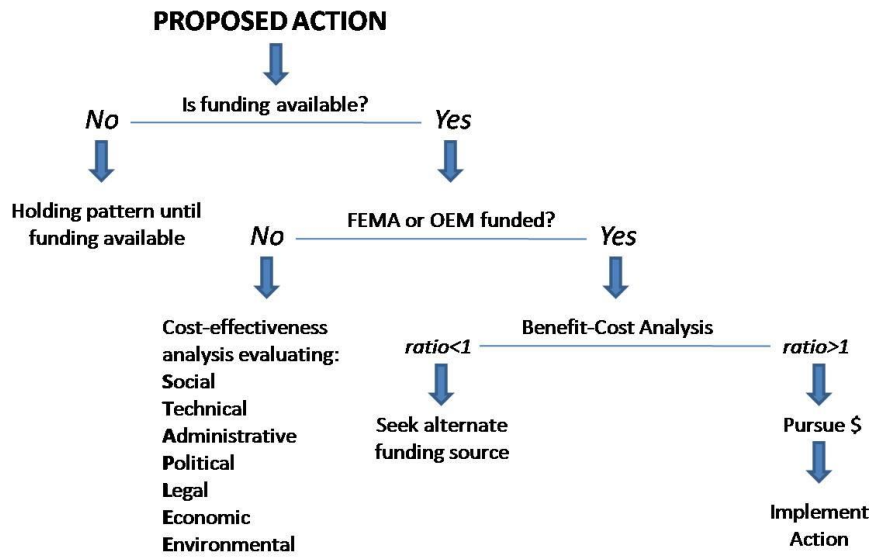 PROPOSED ACTION
Is funding available?
No
Yes
Holding pattern until
funding available
FEMA or OEM funded?
No
Yes
Cost-effectiveness
analysis evaluating:
Social
Technical
Administrative
Political
Legal
Economic
Environmental
Benefit-Cost Analysis
ratio<1
ratio>1
Seek alternate
funding source
Pursue $
Implement
Action